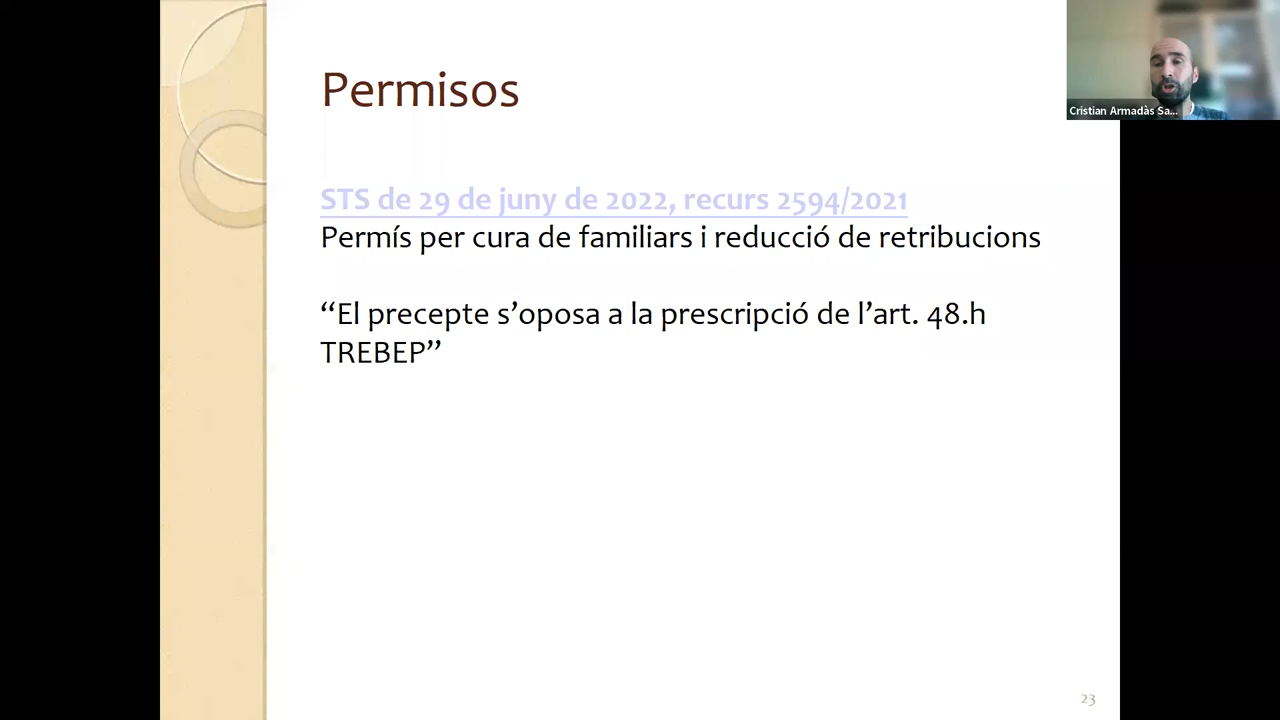 Permisos
Cristian Armadàs Sa...
STS de 29 de juny de 2022, recurs 2594/2021
Permís per cura de familiars i reducció de retribucions
“El precepte s’oposa a la prescripció de l’art. 48.h
TREBEP”
23